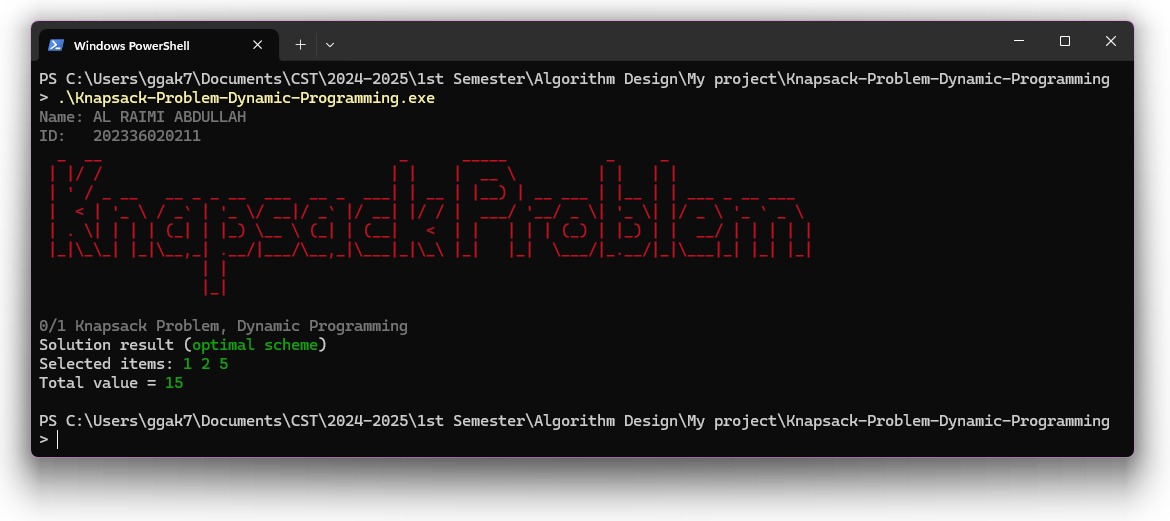 Windows PowerShell
PS C:\Users\ggak7\Documents\CST\2024-2025\1st Semester\Algorithm Design\My project\Knapsack-Problem-Dynamic-Programming
> .\Knapsack-Problem-Dynamic-Programming.exe
Name: AL RAIMI ABDULLAH
ID:   202336020211
Knapsack Problem
0/1 Knapsack Problem, Dynamic Programming
Solution result (optimal scheme)
Selected items: 1 2 5
Total value = 15
PS C:\Users\ggak7\Documents\CST\2024-2025\1st Semester\Algorithm Design\My project\Knapsack-Problem-Dynamic-Programming
>